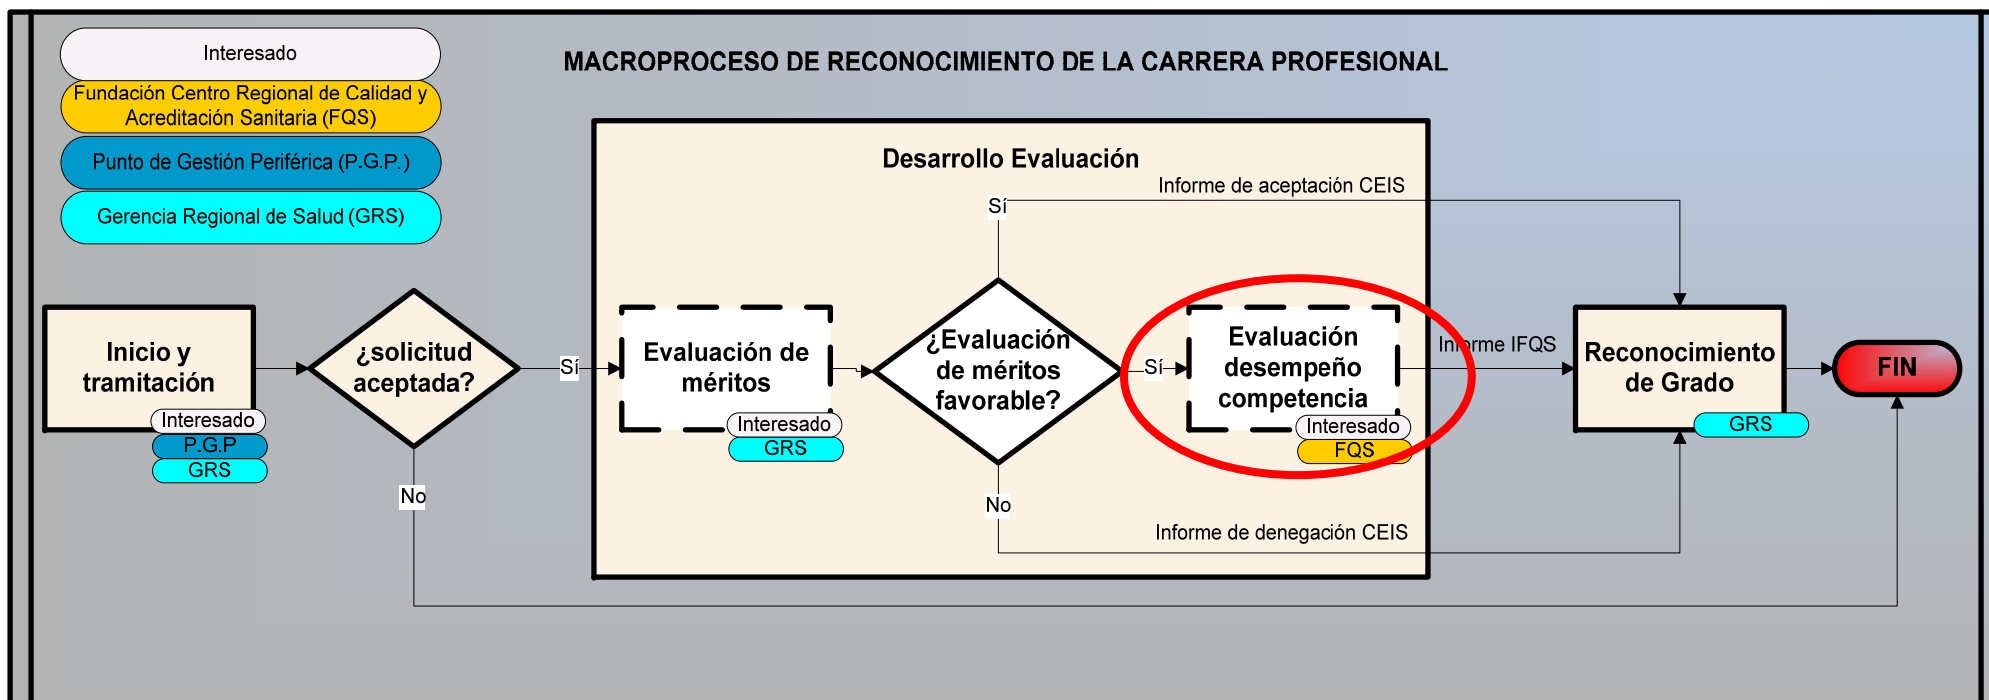 Interesado
Fundación Centro Regional de Calidad y
Acreditación Sanitaria (FQS)
Punto de Gestión Periférica (P.G.P.)
Gerencia Regional de Salud (GRS)
MACROPROCESO DE RECONOCIMIENTO DE LA CARRERA PROFESIONAL
Desarrollo Evaluación
Informe de aceptación CEIS
Sí
Inicio y
tramitación
Interesado
P.G.P
GRS
¿solicitud
aceptada?
Sí
No
Evaluación de
méritos
Interesado
GRS
¿Evaluación
de méritos
favorable?
Sí
No
Evaluación
desempeño
competencia
Interesado
FQS
Informe IFQS
Informe de denegación CEIS
Reconocimiento
de Grado
GRS
FIN